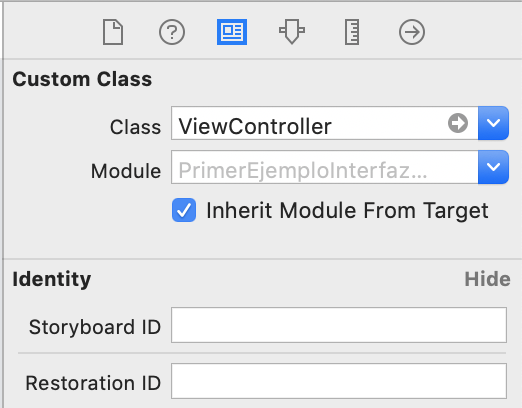 Custom Class
Class ViewController
Module PrimerEjemploInterfaz...
Inherit Module From Target
Identity Hide
Storyboard ID
Restoration ID